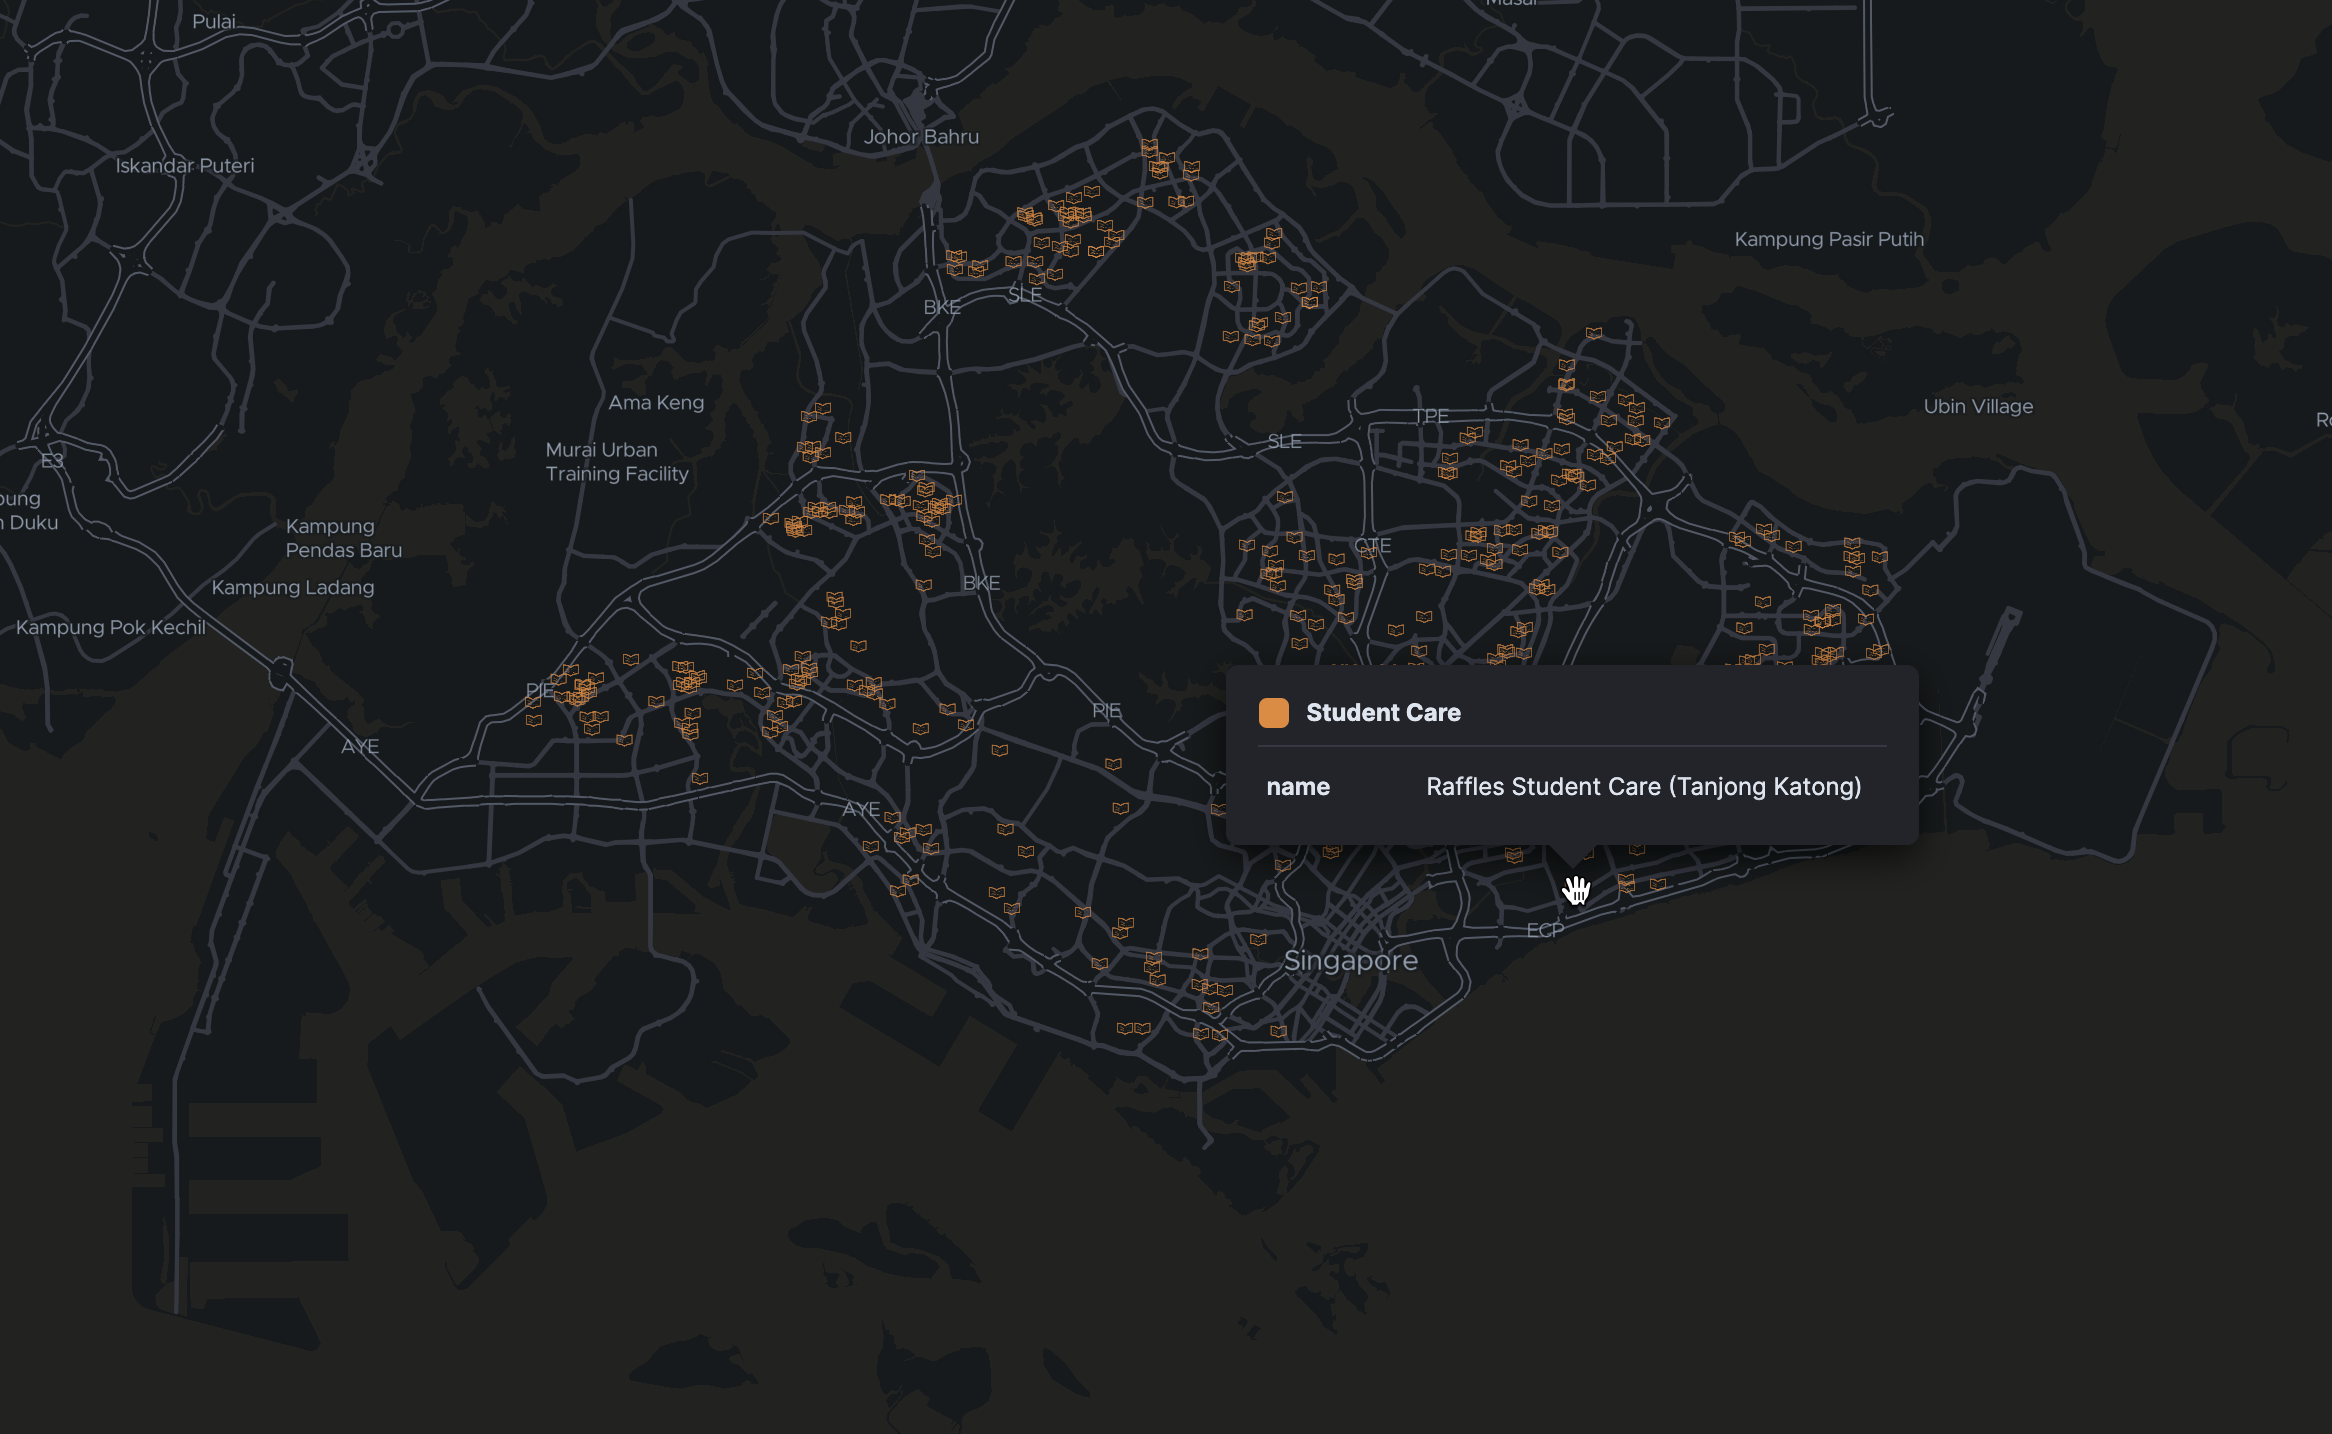 Masai
Pulai
Johor Bahru
Iskandar Puteri
Kampung Pasir Putih
SLE
BKE
Ama Keng
TPE
Ubin Village
SLE
Murai Urban
Training Facility
E3
Kampung
Pendas Baru
Duku
CTE
BKE
Kampung Ladang
Kampung Pok Kechil
PIE
PIE
AYE
AYE
Student Care
name Raffles Student Care (Tanjong Katong)
ECP
Singapore